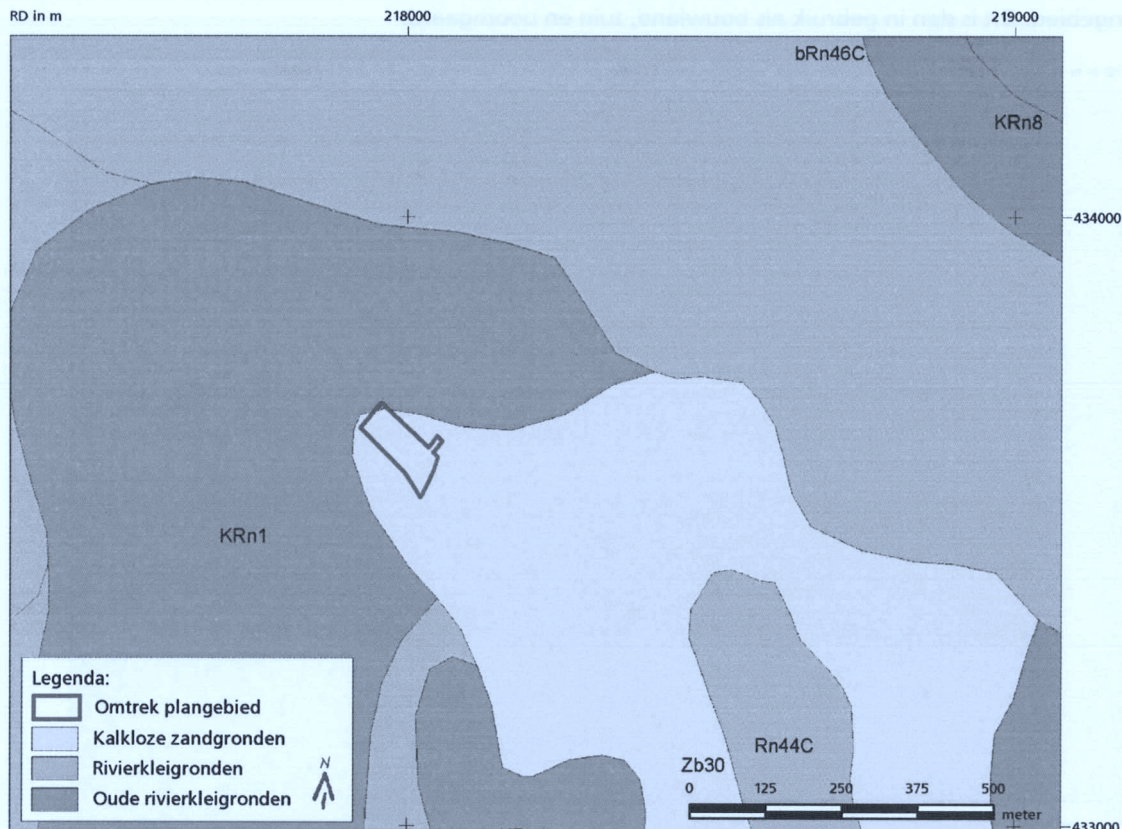 RD in m 218000 219000
bRn46C
KRn8
434000
KRn1
Legenda:
Omtrek plangebied
Kalkloze zandgronden
Rivierkleigronden
Oude rivierkleigronden
N
Rn44C
Zb30
0 125 250 375 500
meter
433000